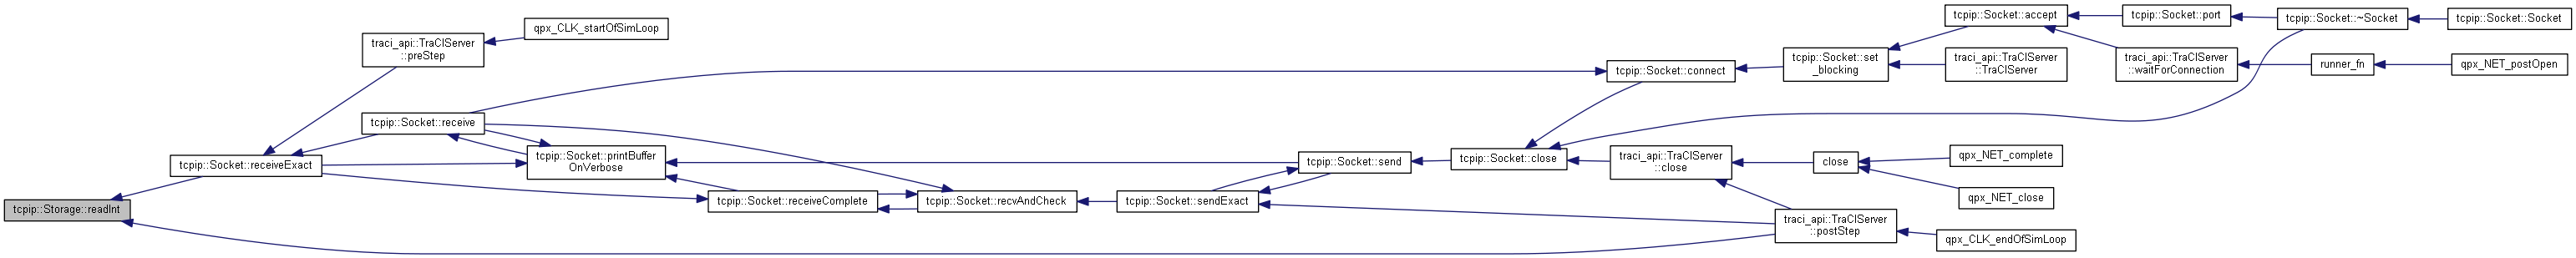 tcpip::Storage::readInt
tcpip::Socket::receiveExact
traci_api::TraCIServer
::preStep
qpx_CLK_startOfSimLoop
tcpip::Socket::receive
tcpip::Socket::printBuffer
OnVerbose
tcpip::Socket::receiveComplete
tcpip::Socket::recvAndCheck
tcpip::Socket::sendExact
tcpip::Socket::send
tcpip::Socket::close
tcpip::Socket::connect
traci_api::TraCIServer
::close
traci_api::TraCIServer
::postStep
tcpip::Socket::set
_blocking
close
qpx_NET_complete
qpx_NET_close
qpx_CLK_endOfSimLoop
tcpip::Socket::accept
traci_api::TraCIServer
::TraCIServer
tcpip::Socket::port
traci_api::TraCIServer
::waitForConnection
tcpip::Socket::~Socket
runner_fn
tcpip::Socket::Socket
qpx_NET_postOpen